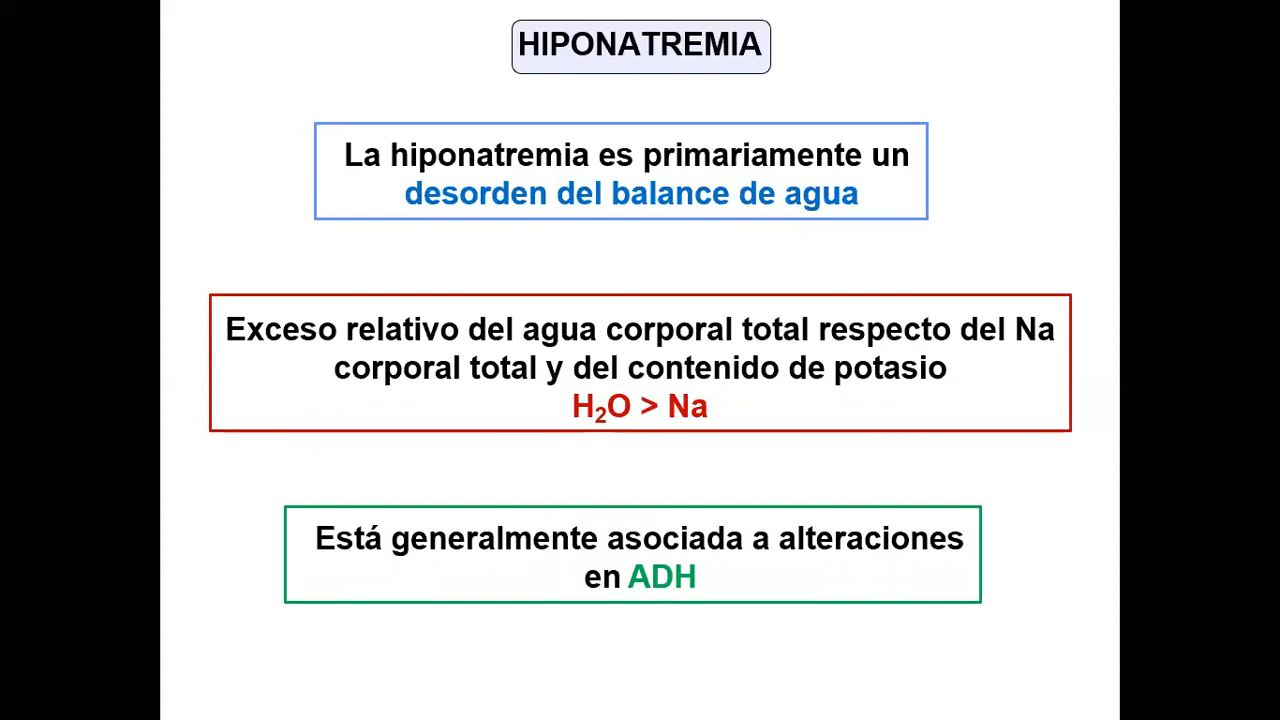 HIPONATREMIA
La hiponatremia es primariamente un
desorden del balance de agua
Exceso relativo del agua corporal total respecto del Na
corporal total y del contenido de potasio
H₂O > Na
Está generalmente asociada a alteraciones
en ADH